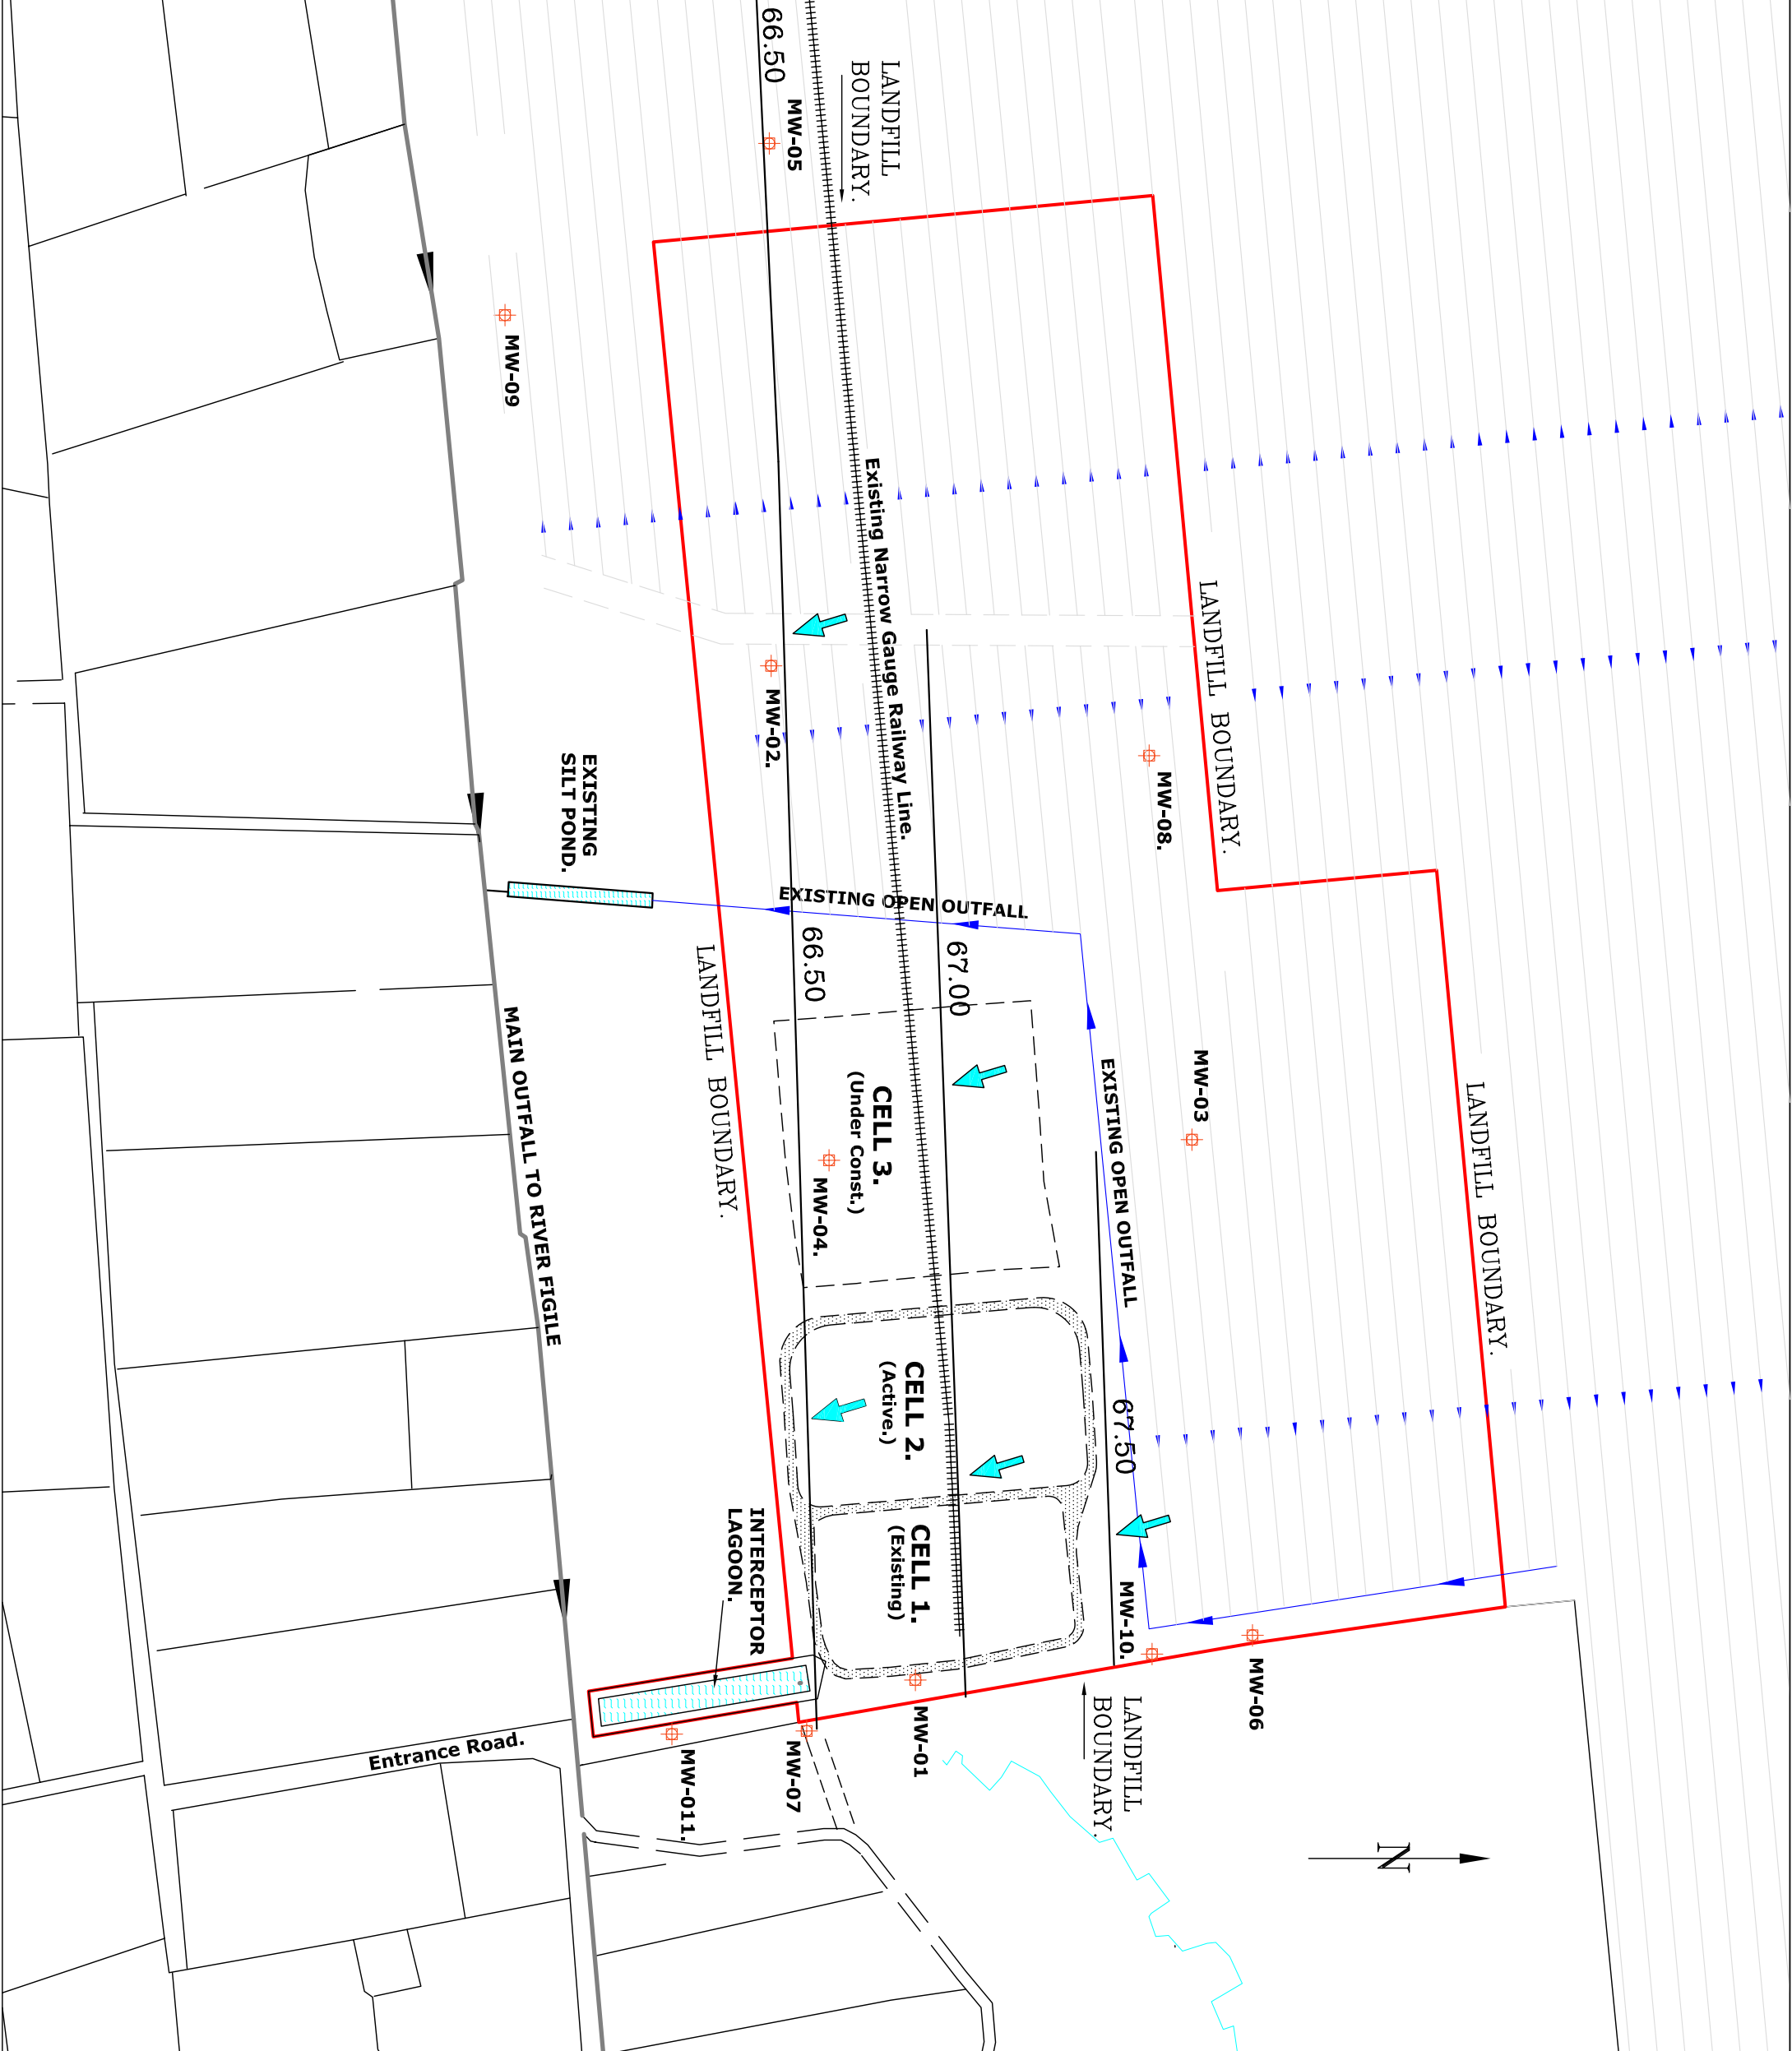 66.50
MW-05
LANDFILL
BOUNDARY.
MW-09
Existing Narrow Gauge Railway Line.
LANDFILL BOUNDARY.
MW-02.
MW-08.
EXISTING
SILT POND.
EXISTING OPEN OUTFALL
66.50
67.00
LANDFILL BOUNDARY.
MAIN OUTFALL TO RIVER FIGILE
CELL 3.
(Under Const.)
MW-04.
EXISTING OPEN OUTFALL
MW-03
LANDFILL BOUNDARY.
CELL 2.
(Active.)
67.50
CELL 1.
(Existing)
INTERCEPTOR
LAGOON.
MW-10.
MW-06
LANDFILL
BOUNDARY.
MW-01
MW-07
MW-011.
Entrance Road.
N